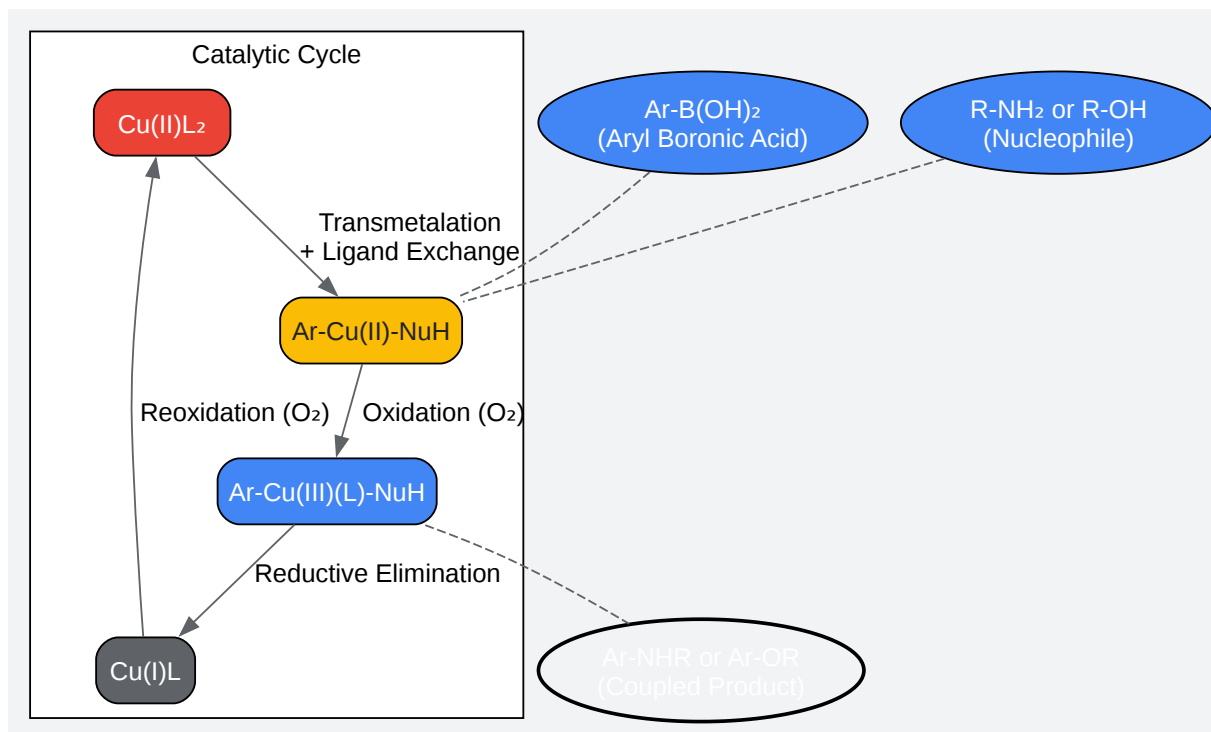 Catalytic Cycle
Cu(II)L₂
Ar-B(OH)₂
(Aryl Boronic Acid)
R-NH₂ or R-OH
(Nucleophile)
Transmetalation
+ Ligand Exchange
Ar-Cu(II)-NuH
Reoxidation (O₂)
Oxidation (O₂)
Ar-Cu(III)(L)-NuH
Reductive Elimination
Cu(I)L
Ar-NHR or Ar-OR
(Coupled Product)